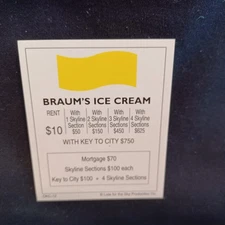 BRAUM'S ICE CREAM
RENT With With With With
1 Skyline 2 Skyline 3 Skyline 4 Skyline
Section Sections Sections Sections
$10 $50 $150 $450 $625
WITH KEY TO CITY $750
Mortgage $70
Skyline Sections $100 each
Key to City $100 + 4 Skyline Sections